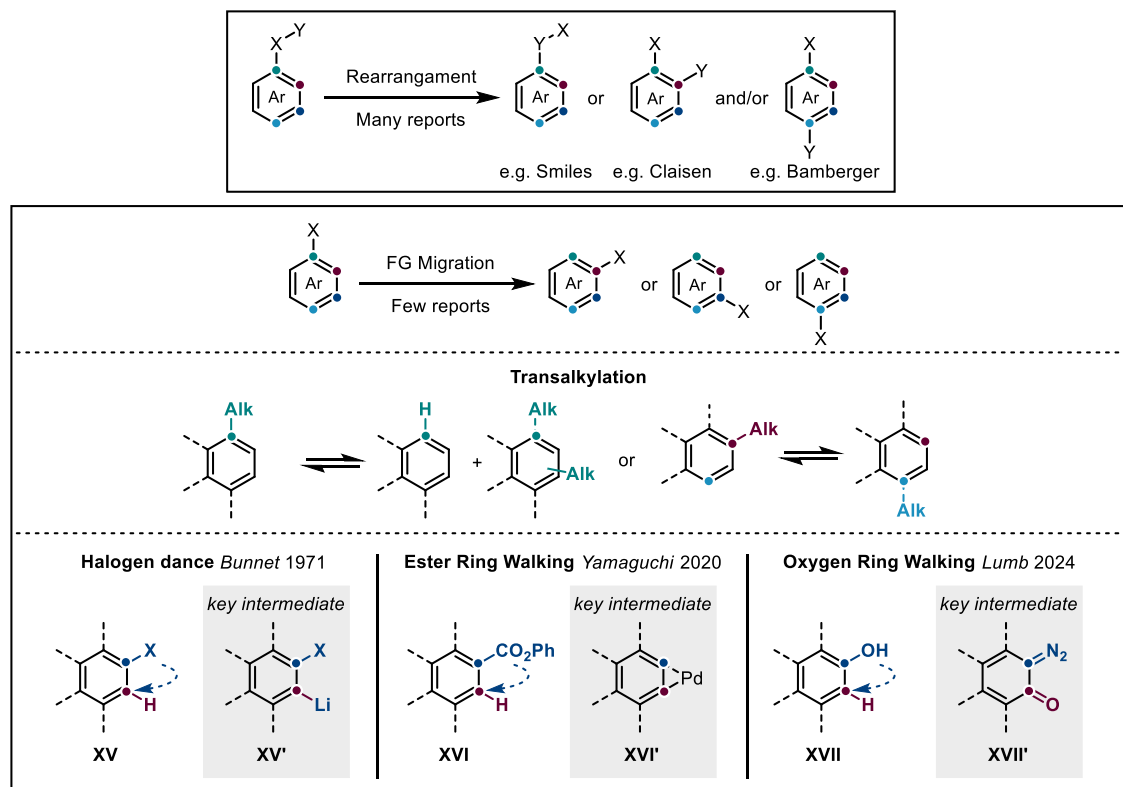 X Y
Ar
Rearrangament
Many reports
Y X
Ar
or
X
Y
Ar
and/or
X
Ar
Y
e.g. Smiles
e.g. Claisen
e.g. Bamberger
X
Ar
FG Migration
Few reports
Ar X
or
Ar
X
or
Ar
X
Transalkylation
Alk
H
+
Alk
Alk
or
Alk
Alk
Halogen dance Bunnet 1971
X
H
XV
key intermediate
X
Li
XV'
Ester Ring Walking Yamaguchi 2020
CO2Ph
H
XVI
key intermediate
Pd
XVI'
Oxygen Ring Walking Lumb 2024
OH
H
XVII
key intermediate
N2
O
XVII'